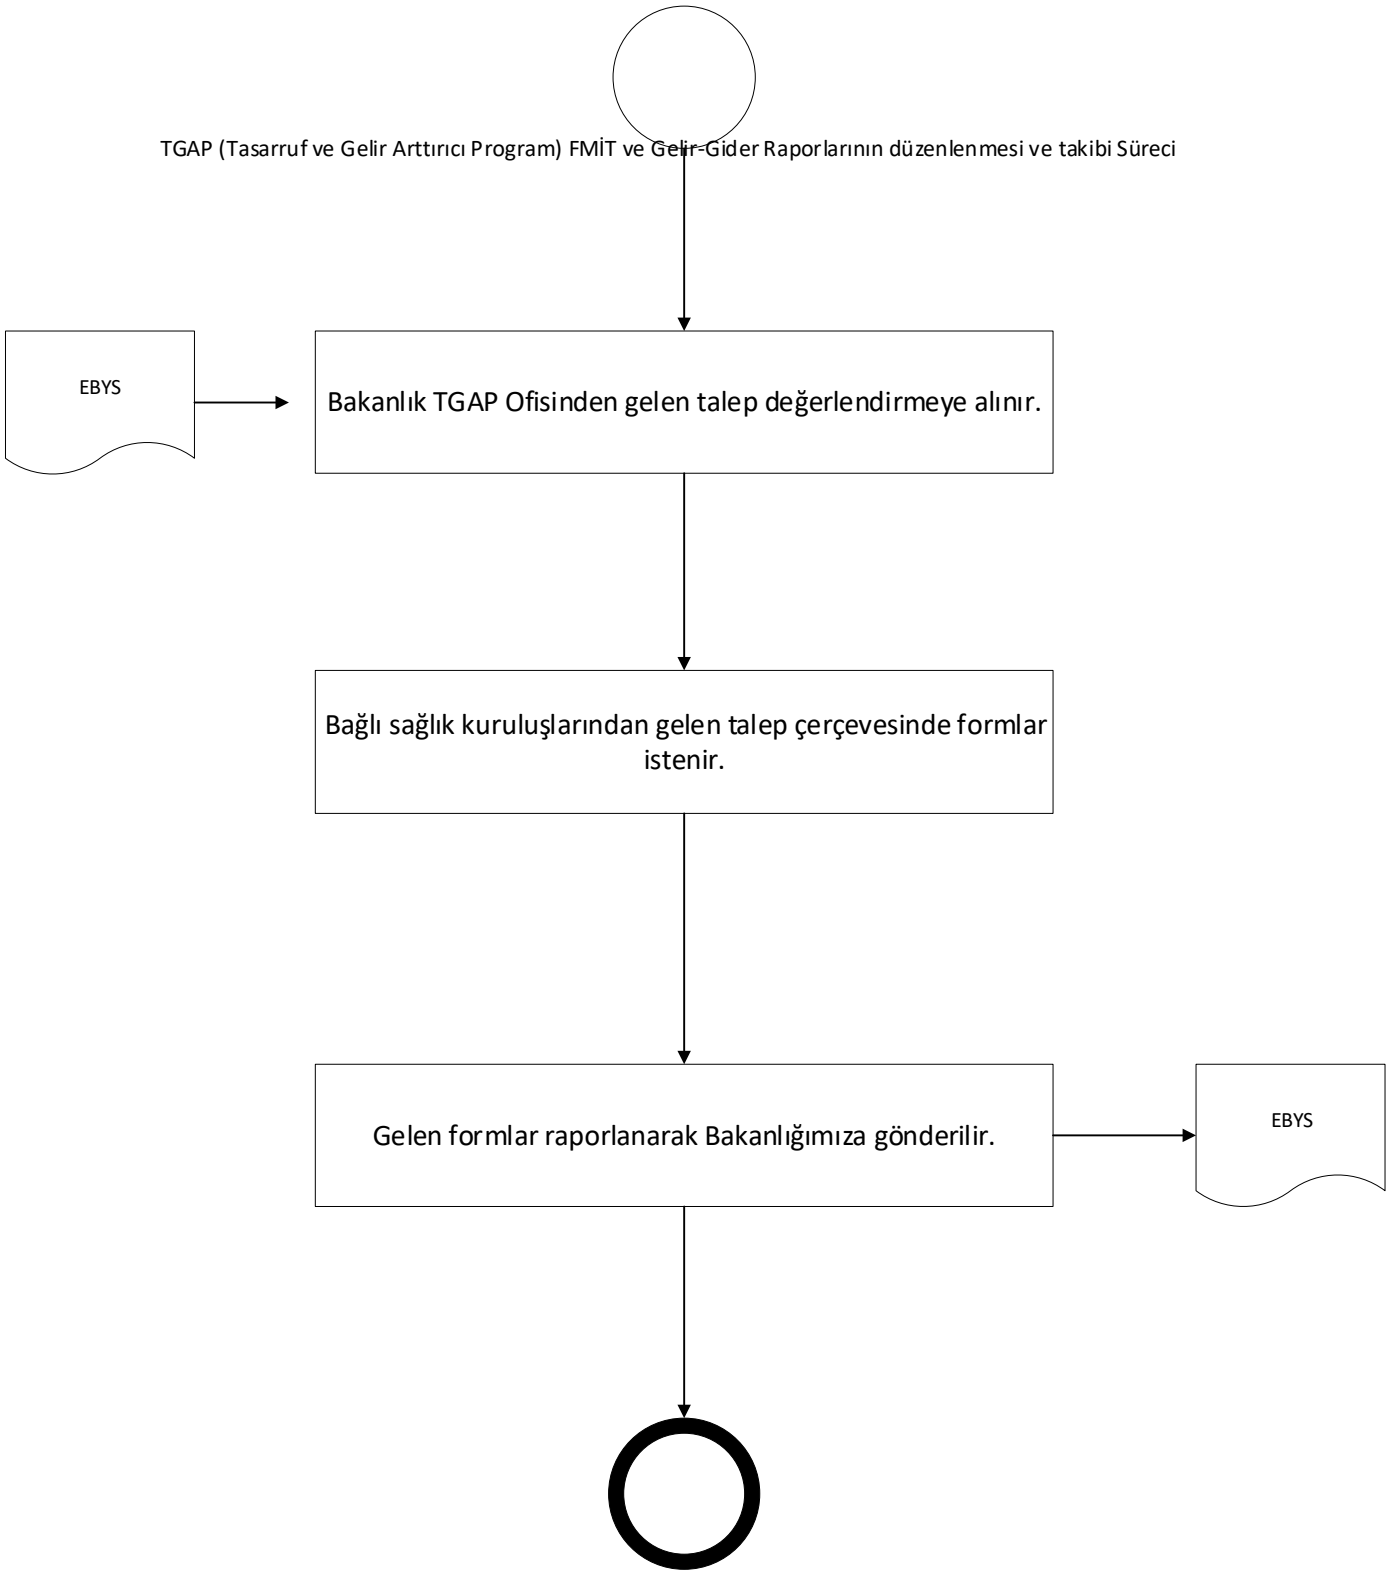 TGAP (Tasarruf ve Gelir Arttırıcı Program) FMİT ve Gelir-Gider Raporlarının düzenlenmesi ve takibi Süreci
EBYS
Bakanlık TGAP Ofisinden gelen talep değerlendirmeye alınır.
Bağlı sağlık kuruluşlarından gelen talep çerçevesinde formlar
istenir.
Gelen formlar raporlanarak Bakanlığımıza gönderilir.
EBYS